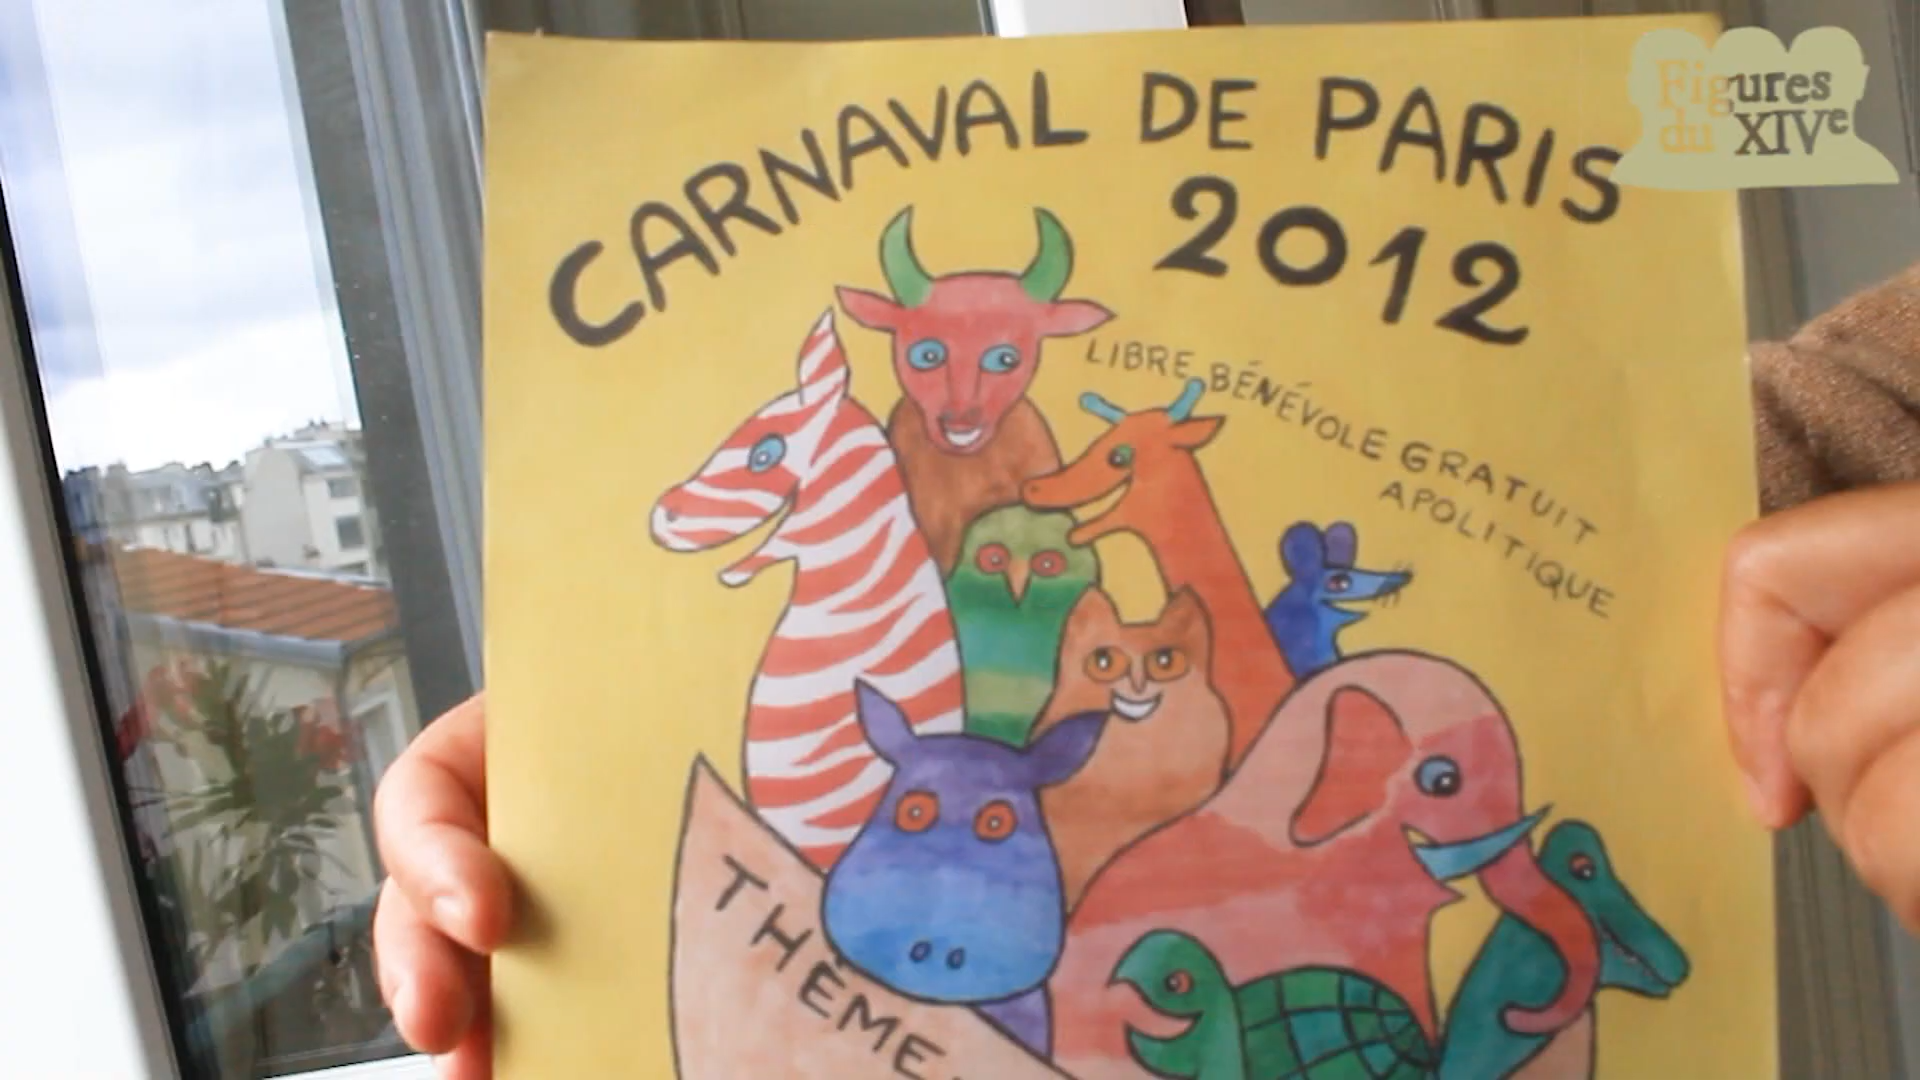 CARNAVAL DE PARIS
2012
LIBRE BÉNÉVOLE GRATUIT
APOLITIQUE
THÈME
Figures
du XIVe